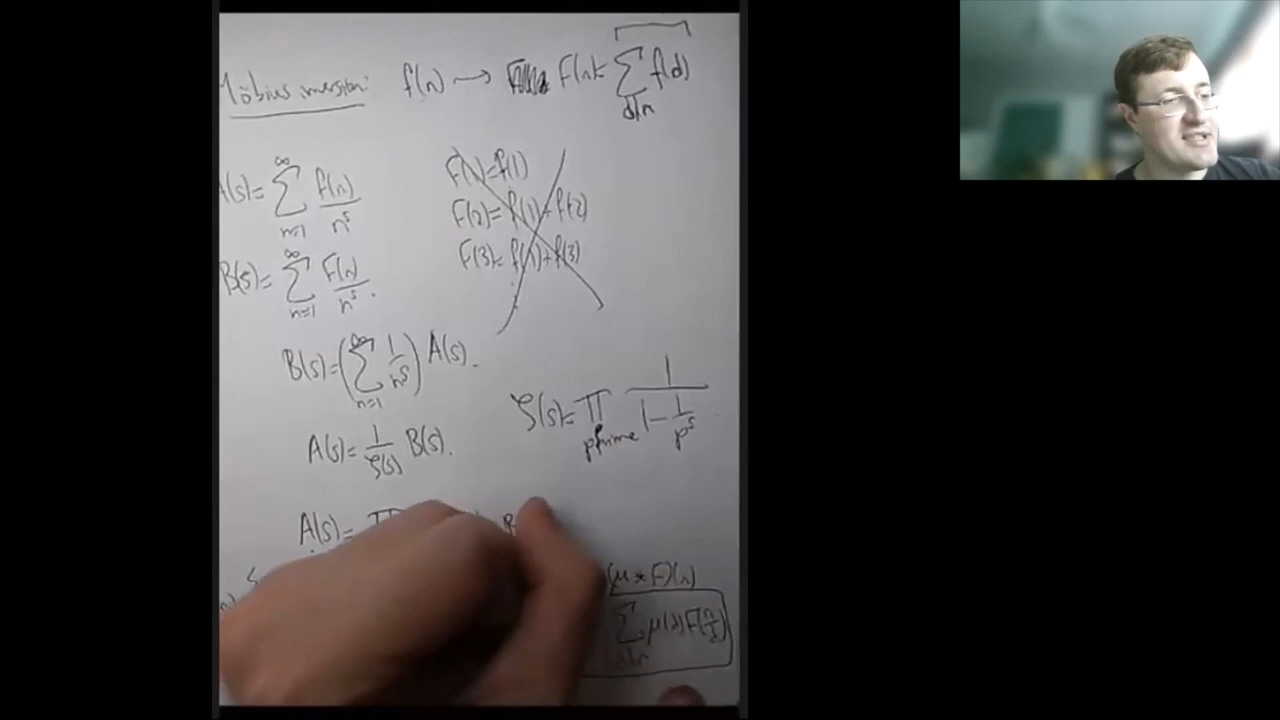 Möbius inversion: f(n) → F(n) = ∑_{d|n} f(d)
A(s) = ∑_{n=1}^{∞} f(n)/n^s
F(1) = f(1)
F(2) = f(1) + f(2)
F(3) = f(1) + f(3)
B(s) = ∑_{n=1}^{∞} F(n)/n^s.
B(s) = (∑_{n=1}^{∞} 1/n^s) A(s).
ζ(s) = ∏_{p prime} 1/(1 - 1/p^s)
A(s) = 1/ζ(s) B(s).
A(s) = ∏
(μ * F)(n)
∑_{d|n} μ(d) F(n/d)